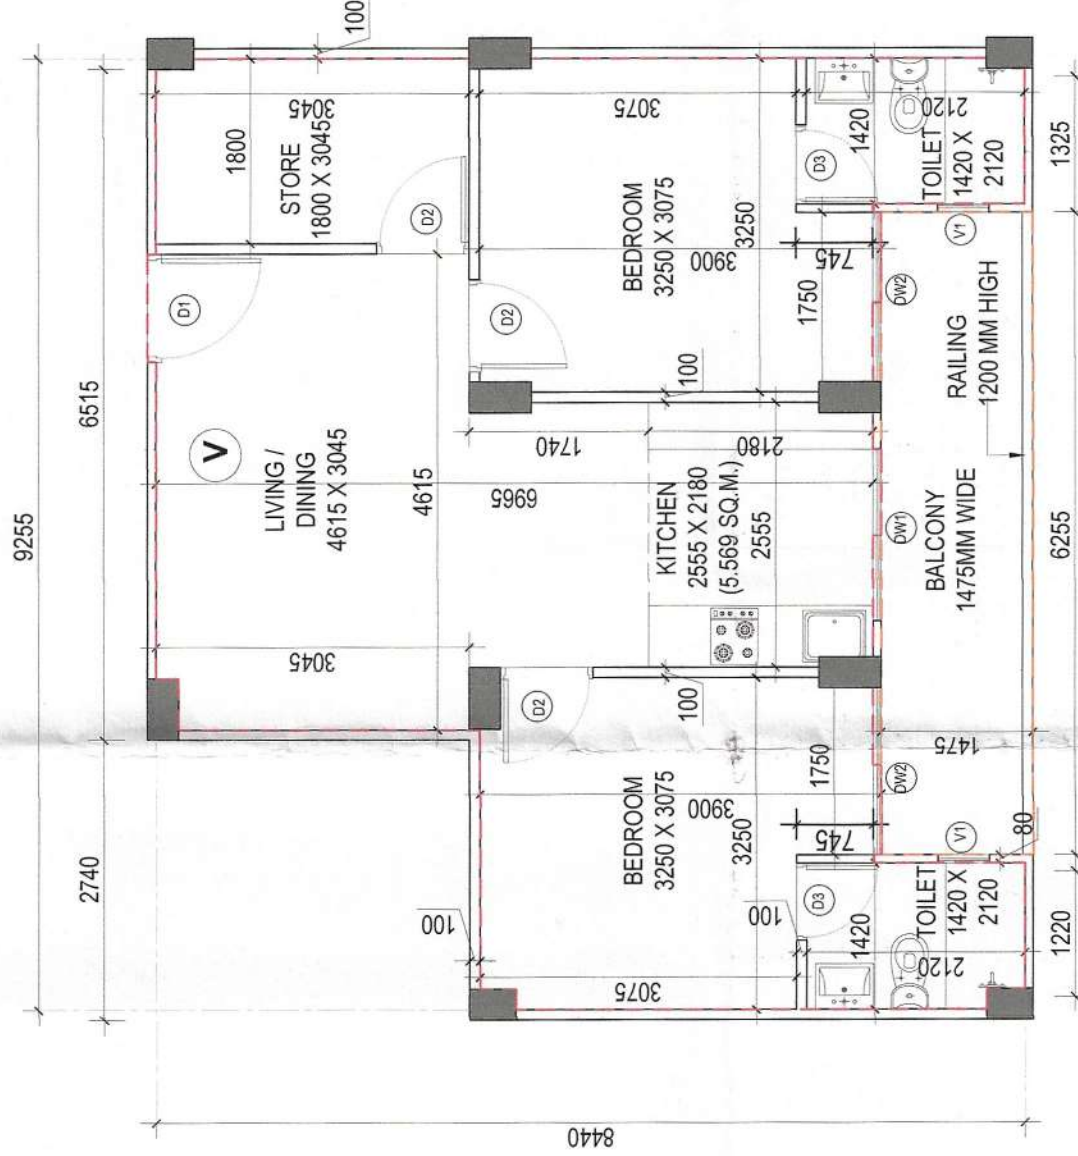 9255
2740
6515
100
8440
V
LIVING /
DINING
4615 X 3045
4615
6965
3045
D1
STORE
1800 X 3045
1800
3045
D2
BEDROOM
3250 X 3075
3250
3900
3075
745
1750
D2
D3
100
KITCHEN
2555 X 2180
(5.569 SQ.M.)
2555
2180
1740
100
D2
BEDROOM
3250 X 3075
3250
3900
3075
745
1750
100
100
D3
TOILET
1420 X
2120
1420
2120
V1
TOILET
1420 X
2120
1420
2120
V1
DW2
DW1
DW2
BALCONY
1475MM WIDE
1475
80
RAILING
1200 MM HIGH
1220
6255
1325